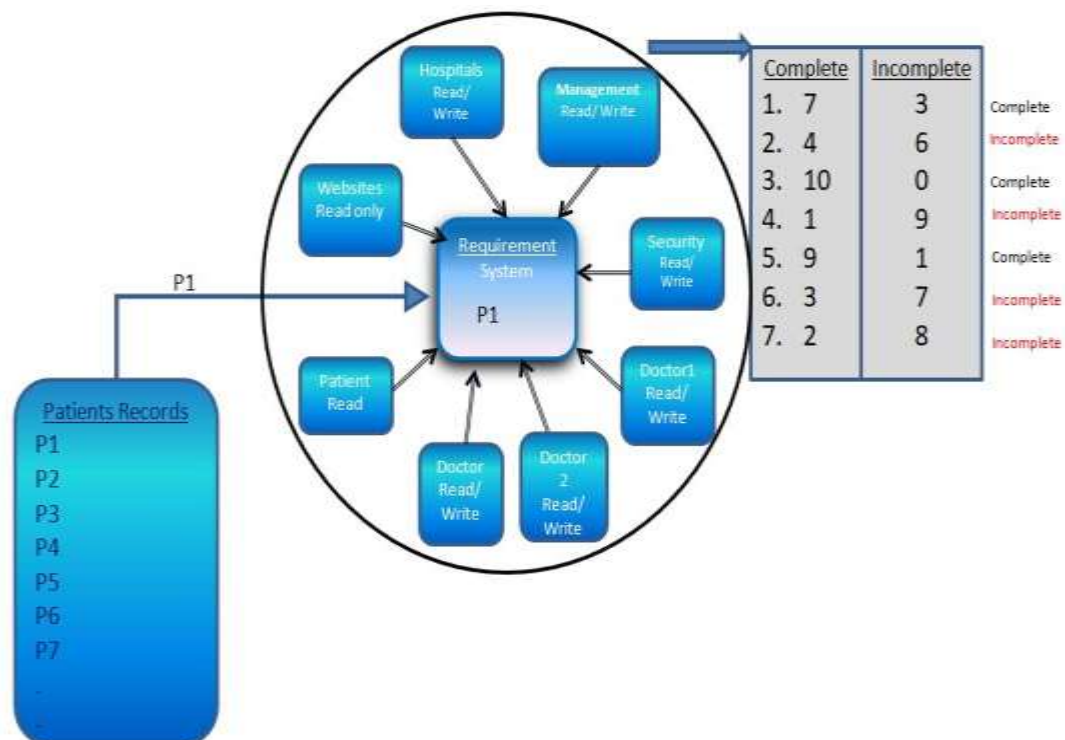 Hospitals
Read/
Write
Management
Read/ Write
Websites
Read only
Requirement
System
P1
Security
Read/
Write
P1
Patient
Read
Doctor
Read/
Write
Doctor
2
Read/
Write
Doctor1
Read/
Write
Patients Records
P1
P2
P3
P4
P5
P6
P7
.
.
Complete Incomplete
1. 7 3 Complete
2. 4 6 Incomplete
3. 10 0 Complete
4. 1 9 Incomplete
5. 9 1 Complete
6. 3 7 Incomplete
7. 2 8 Incomplete